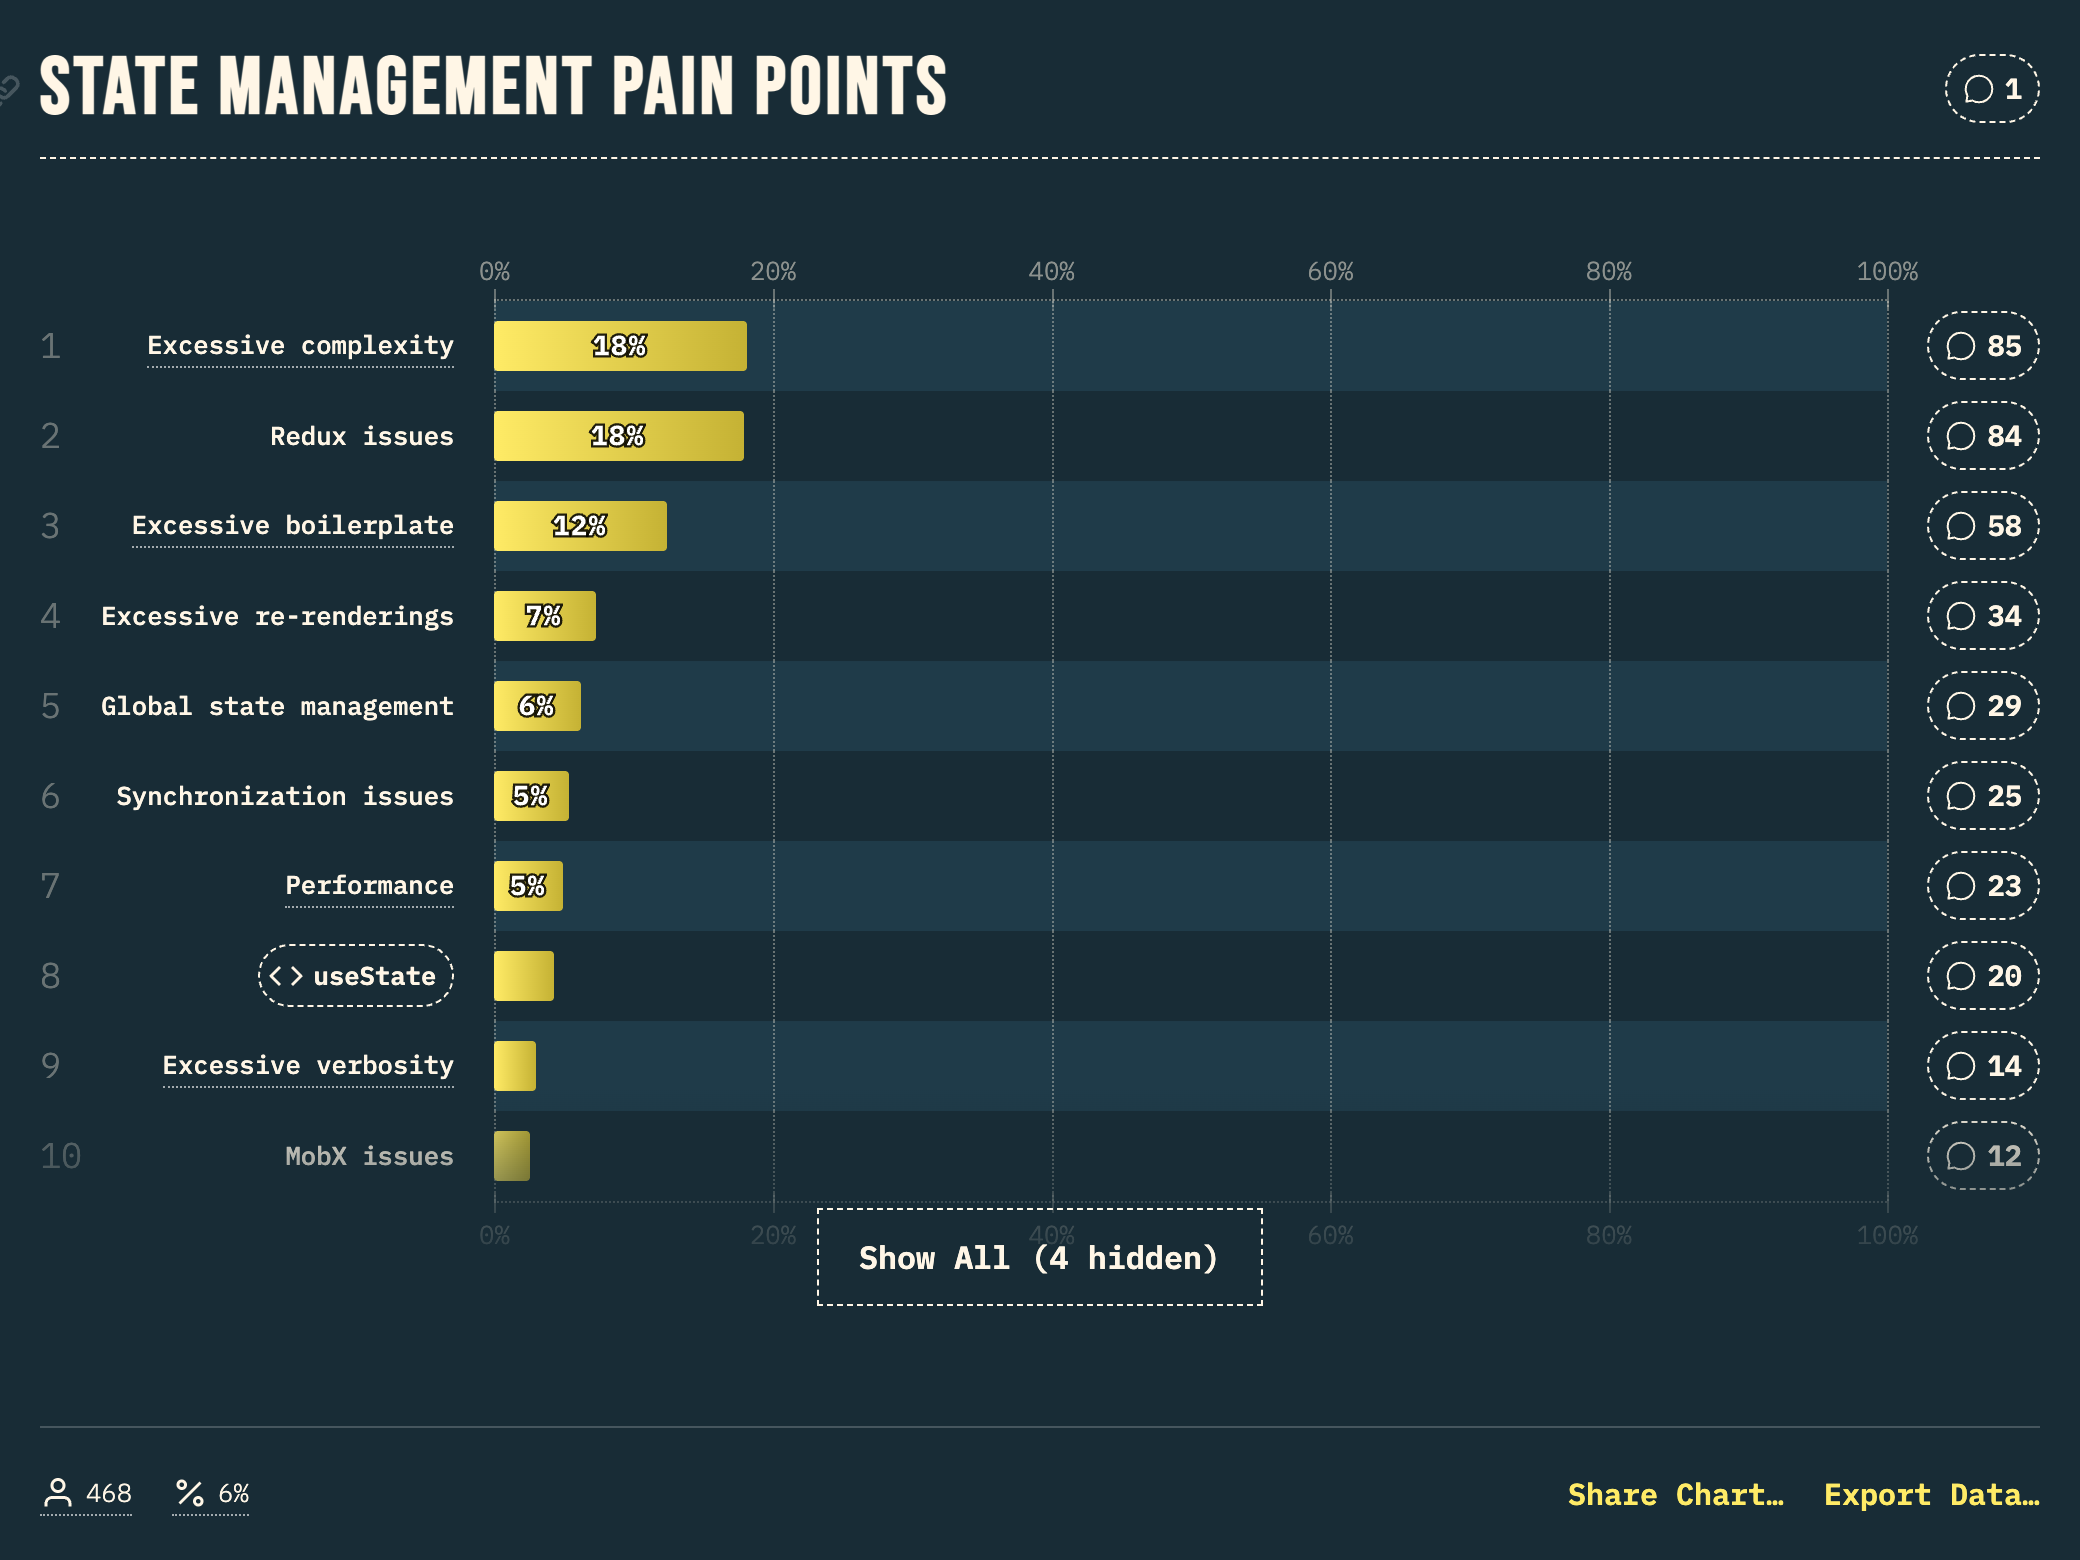 STATE MANAGEMENT PAIN POINTS
1
0% 20% 40% 60% 80% 100%
1 Excessive complexity 18% 85
2 Redux issues 18% 84
3 Excessive boilerplate 12% 58
4 Excessive re-renderings 7% 34
5 Global state management 6% 29
6 Synchronization issues 5% 25
7 Performance 5% 23
8 <> useState 20
9 Excessive verbosity 14
10 MobX issues 12
0% 20% 40% 60% 80% 100%
Show All (4 hidden)
468 % 6% Share Chart… Export Data…